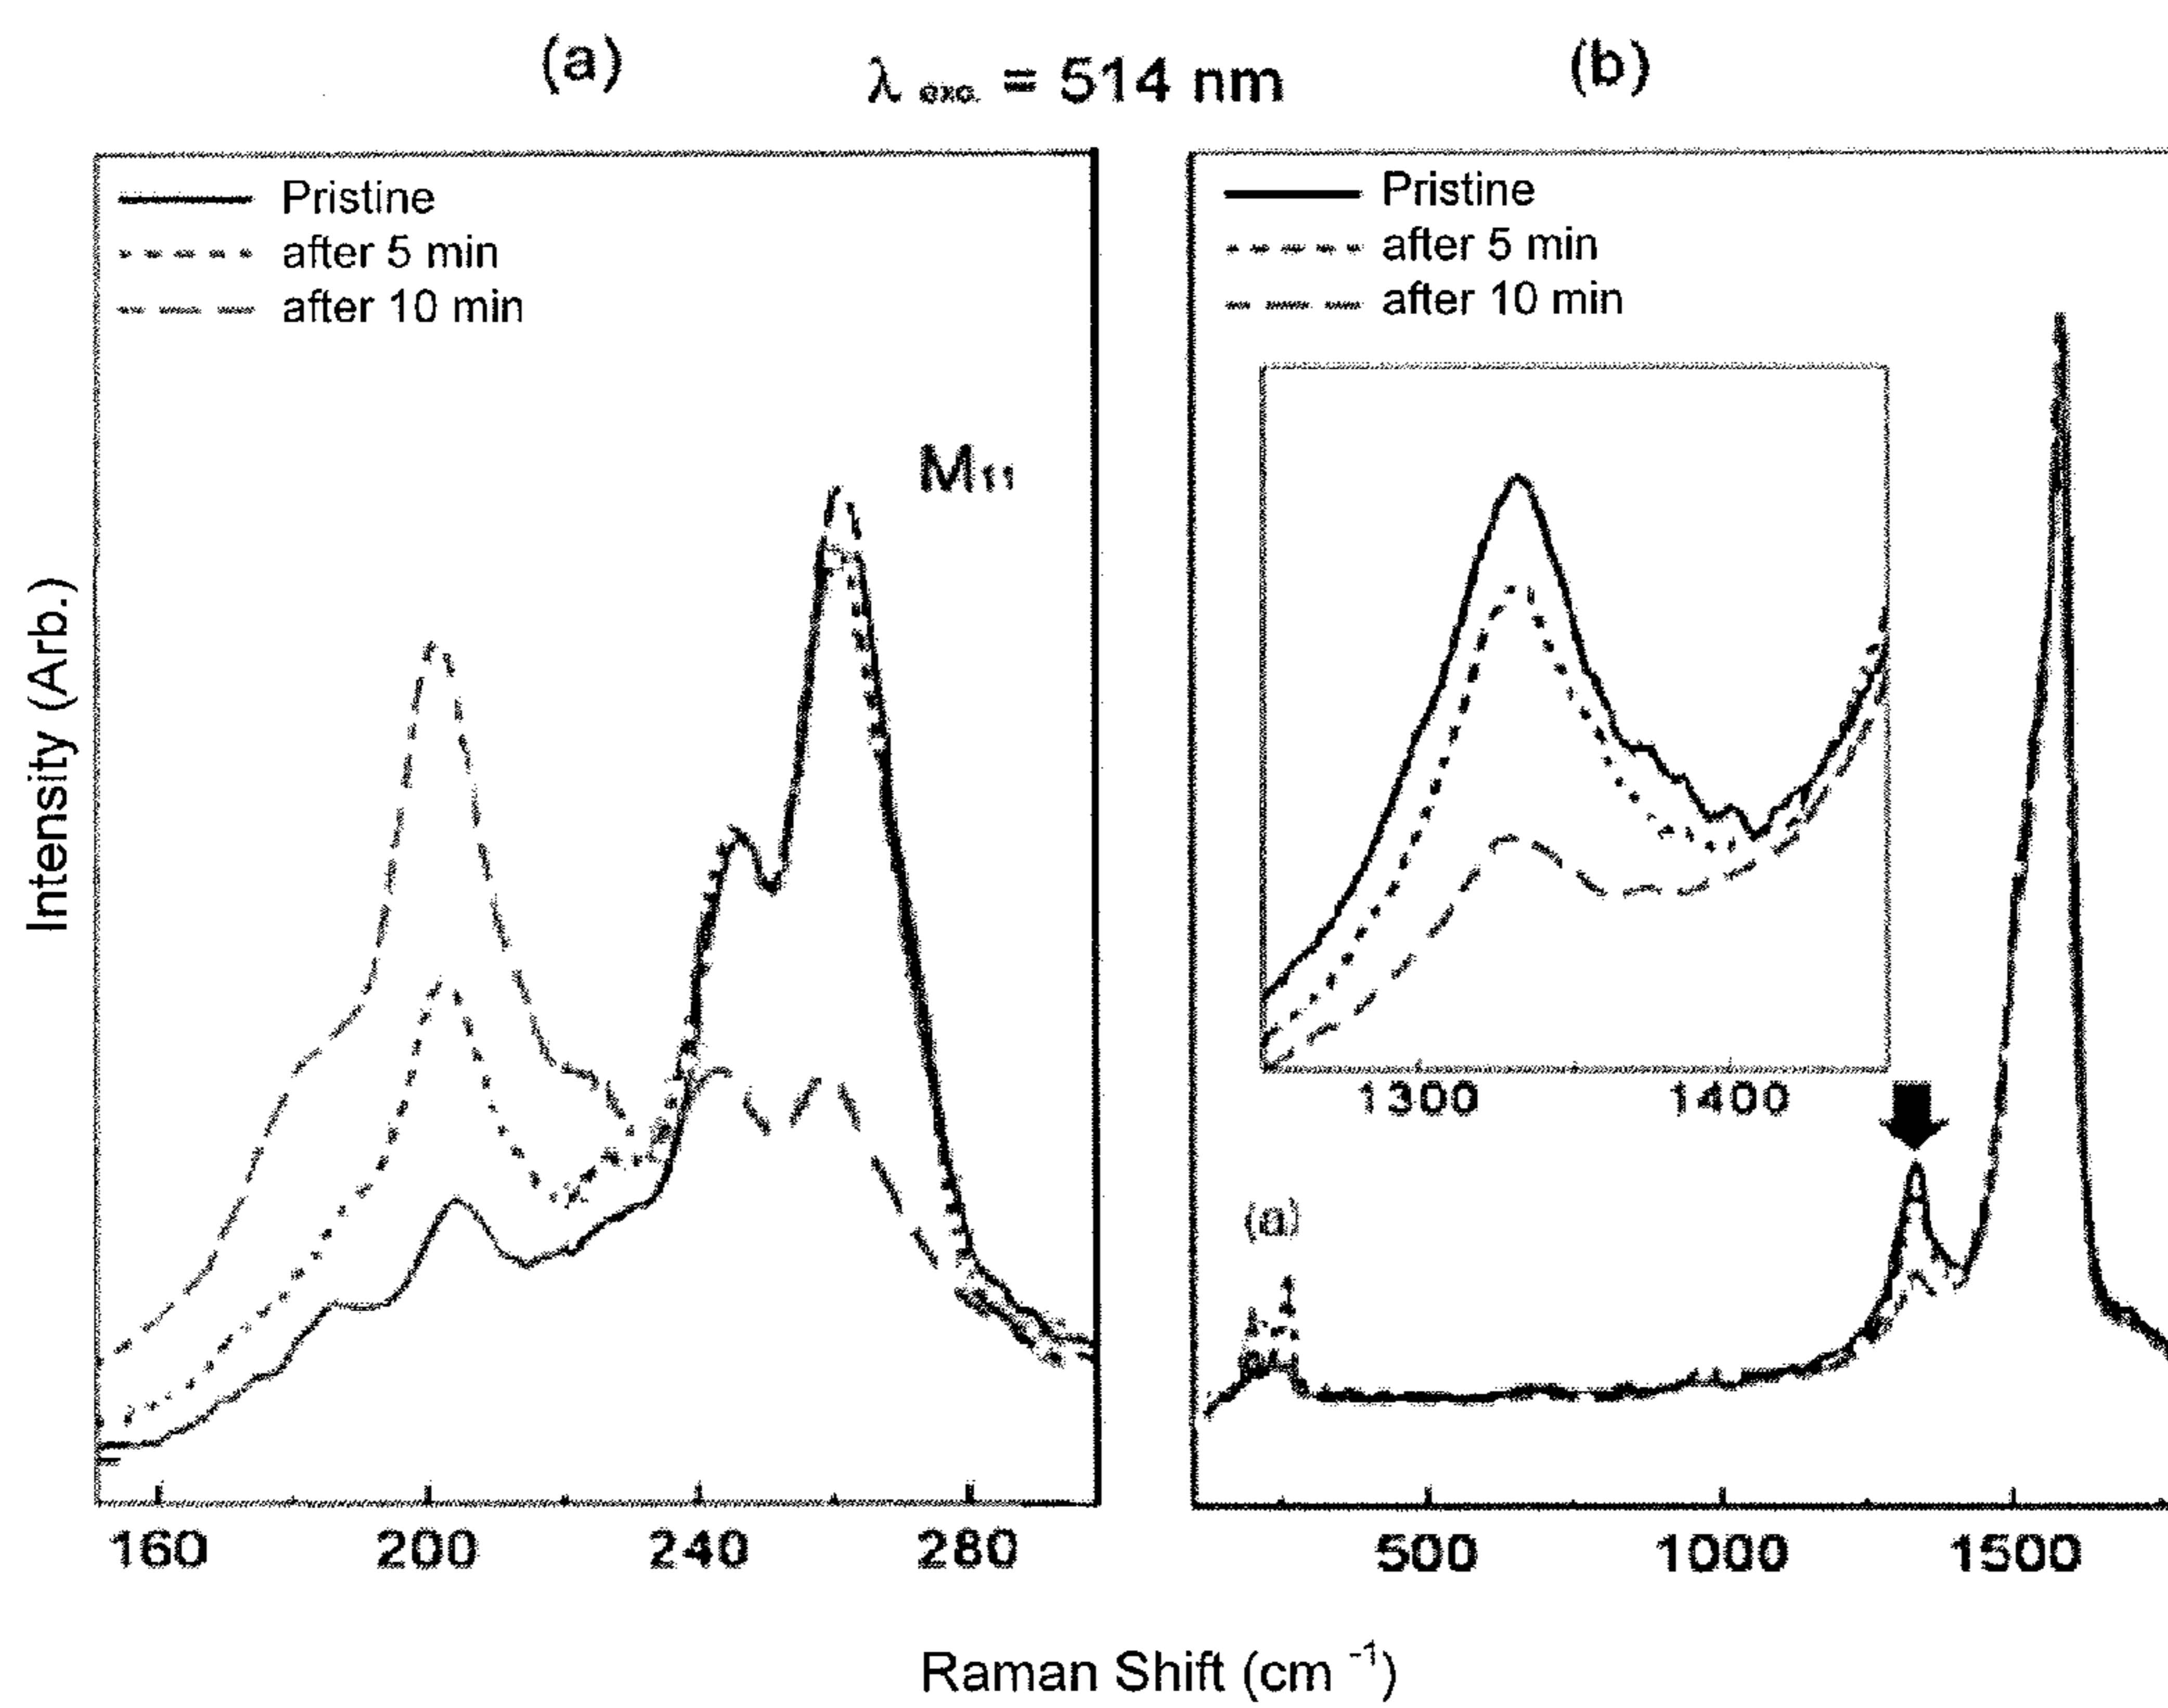 (a)
λ exc. = 514 nm
(b)
Pristine
after 5 min
after 10 min
M11
Intensity (Arb.)
160 200 240 280
Pristine
after 5 min
after 10 min
1300 1400
(a)
500 1000 1500
Raman Shift (cm -1)